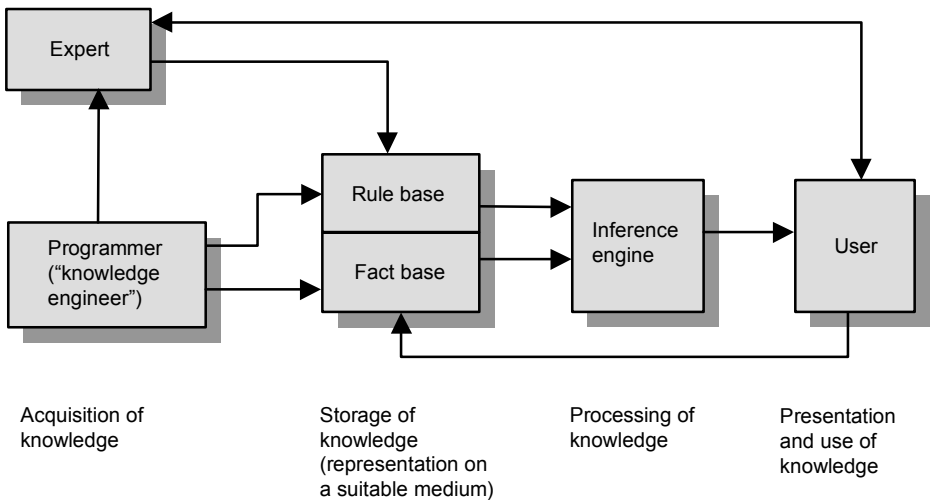 Expert
Rule base
Programmer
(“knowledge
engineer”)
Fact base
Inference
engine
User
Acquisition of
knowledge
Storage of
knowledge
(representation on
a suitable medium)
Processing of
knowledge
Presentation
and use of
knowledge